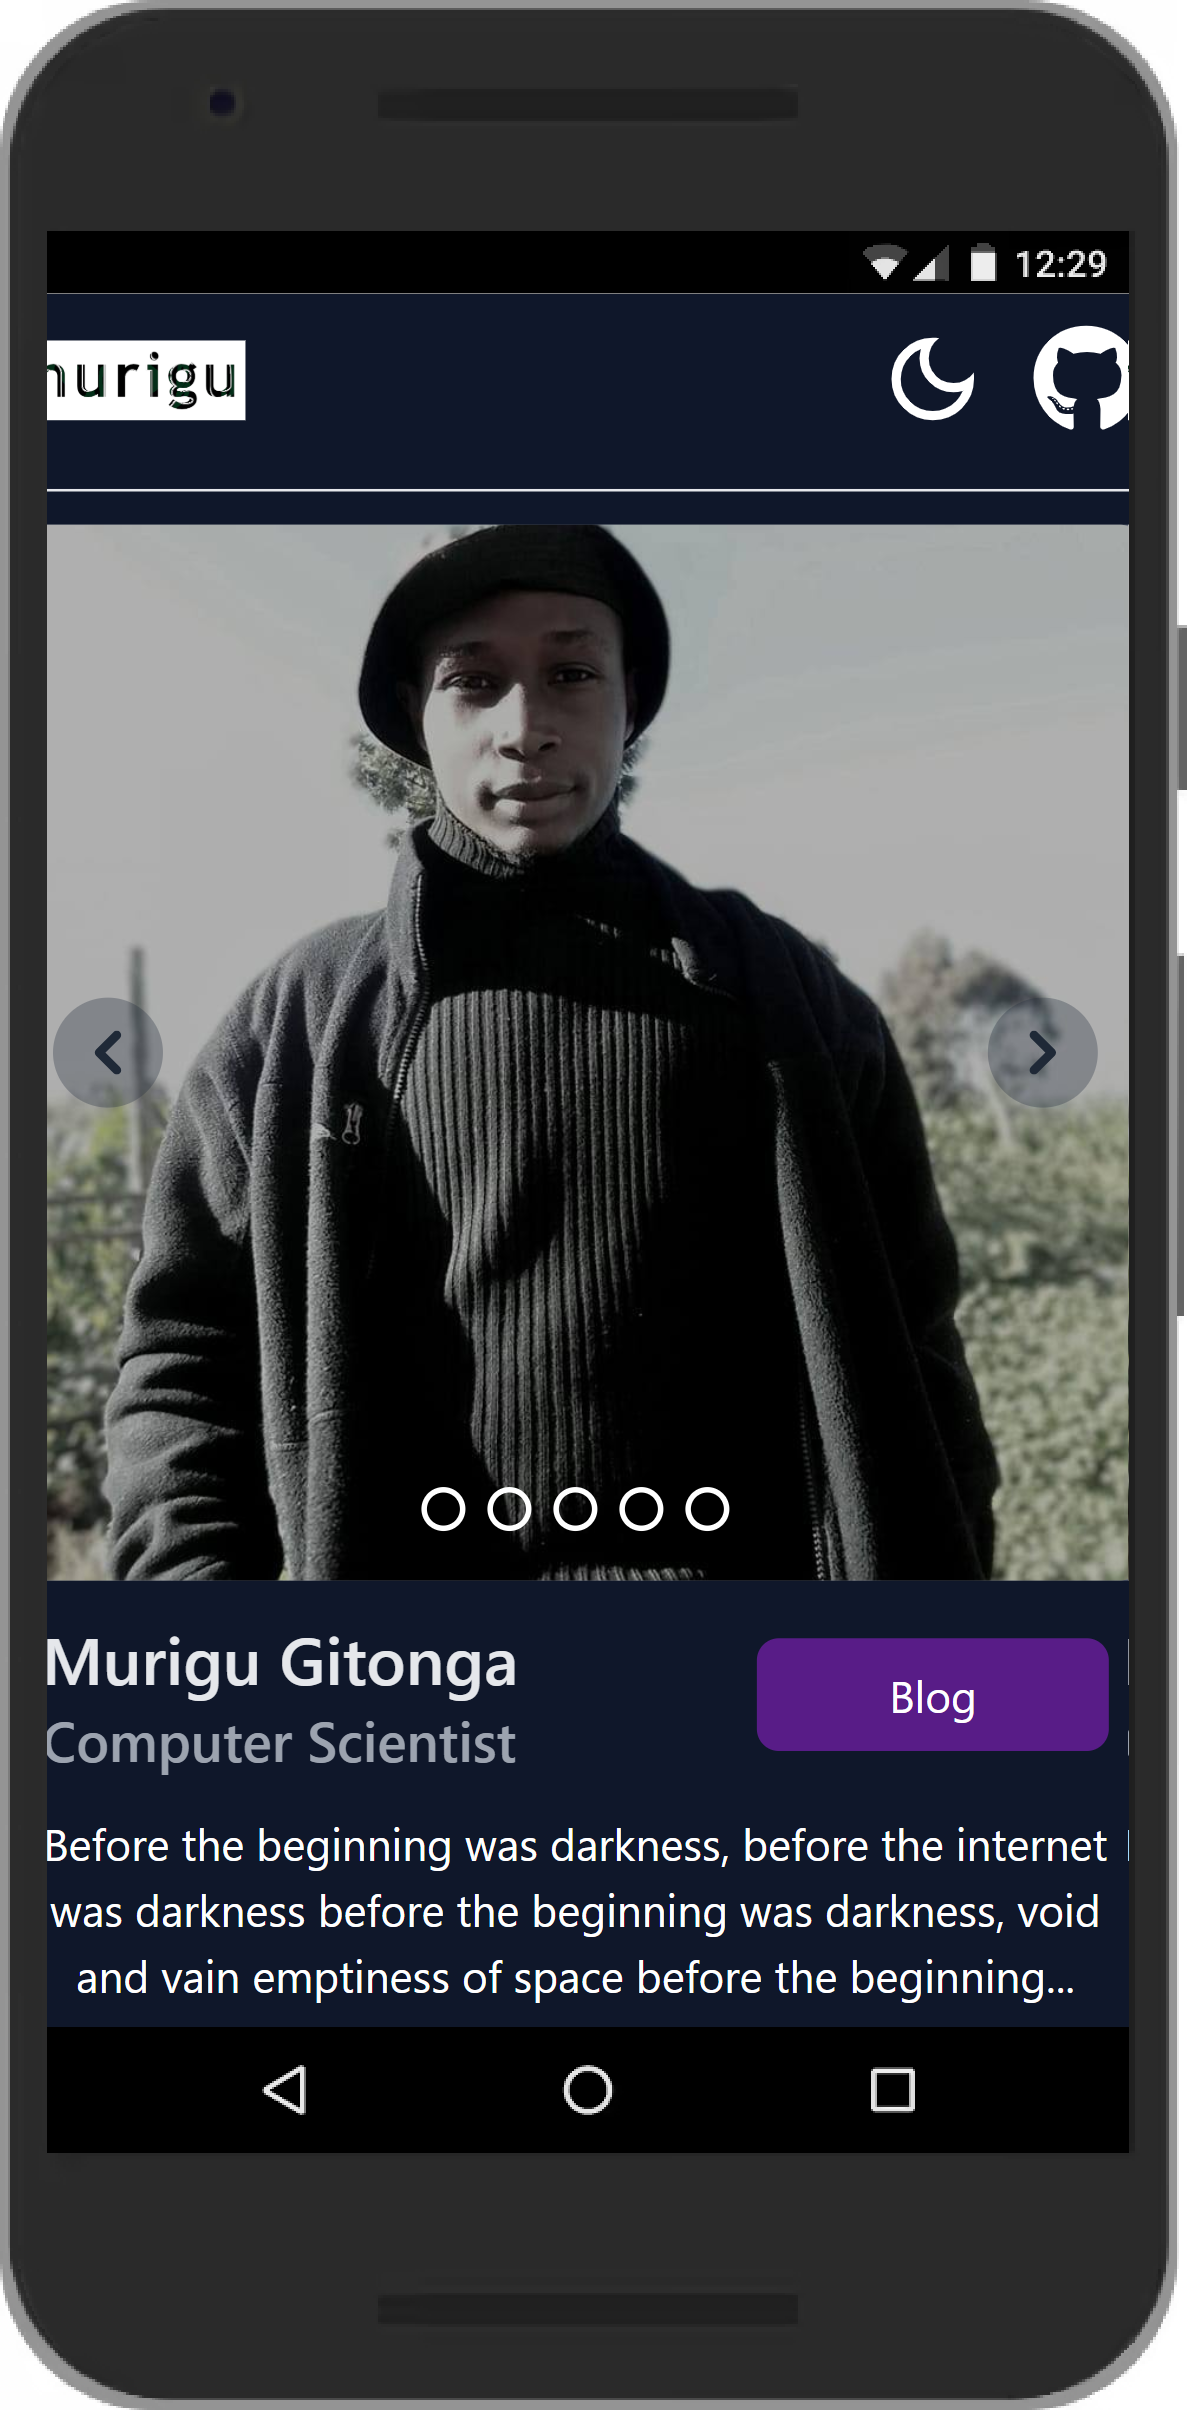 12:29
murigu
Murigu Gitonga
Blog
Computer Scientist
Before the beginning was darkness, before the internet
was darkness before the beginning was darkness, void
and vain emptiness of space before the beginning...